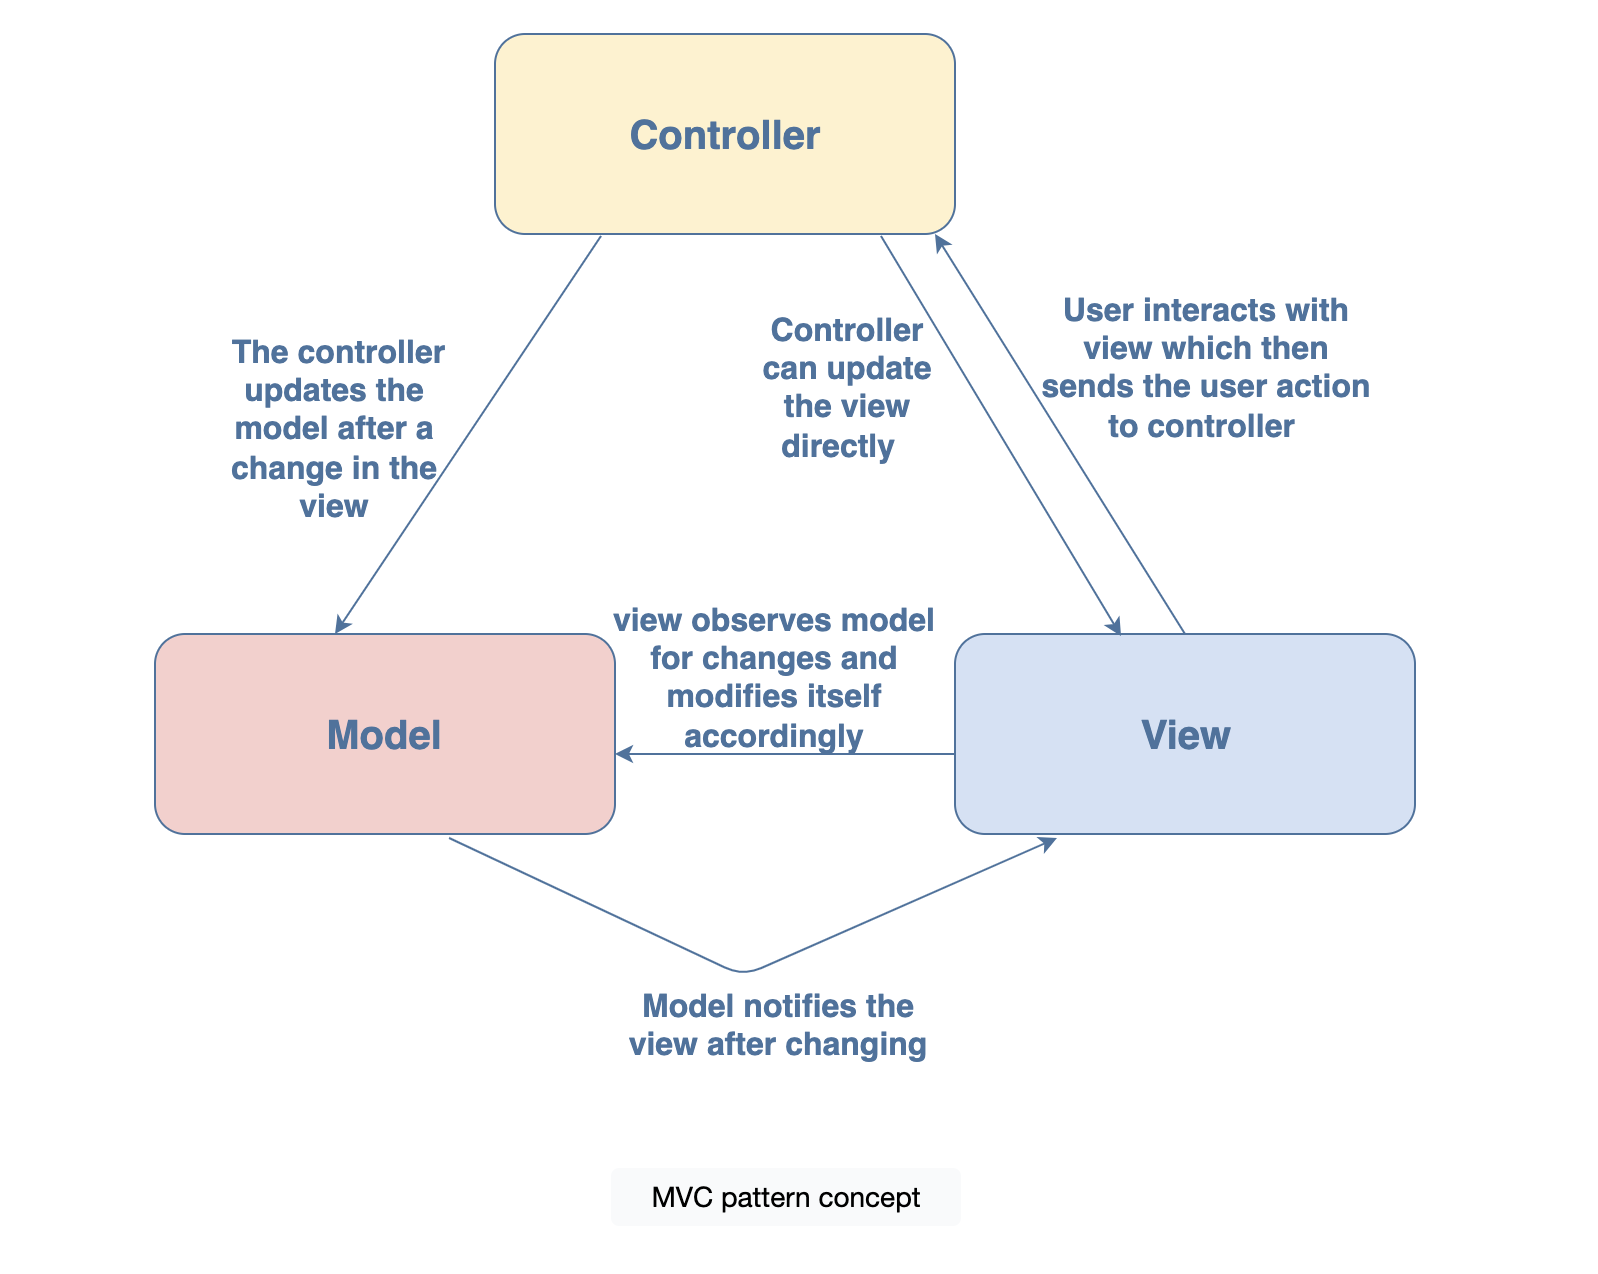 Controller
The controller
updates the
model after a
change in the
view
Controller
can update
the view
directly
User interacts with
view which then
sends the user action
to controller
view observes model
for changes and
modifies itself
accordingly
Model
View
Model notifies the
view after changing
MVC pattern concept